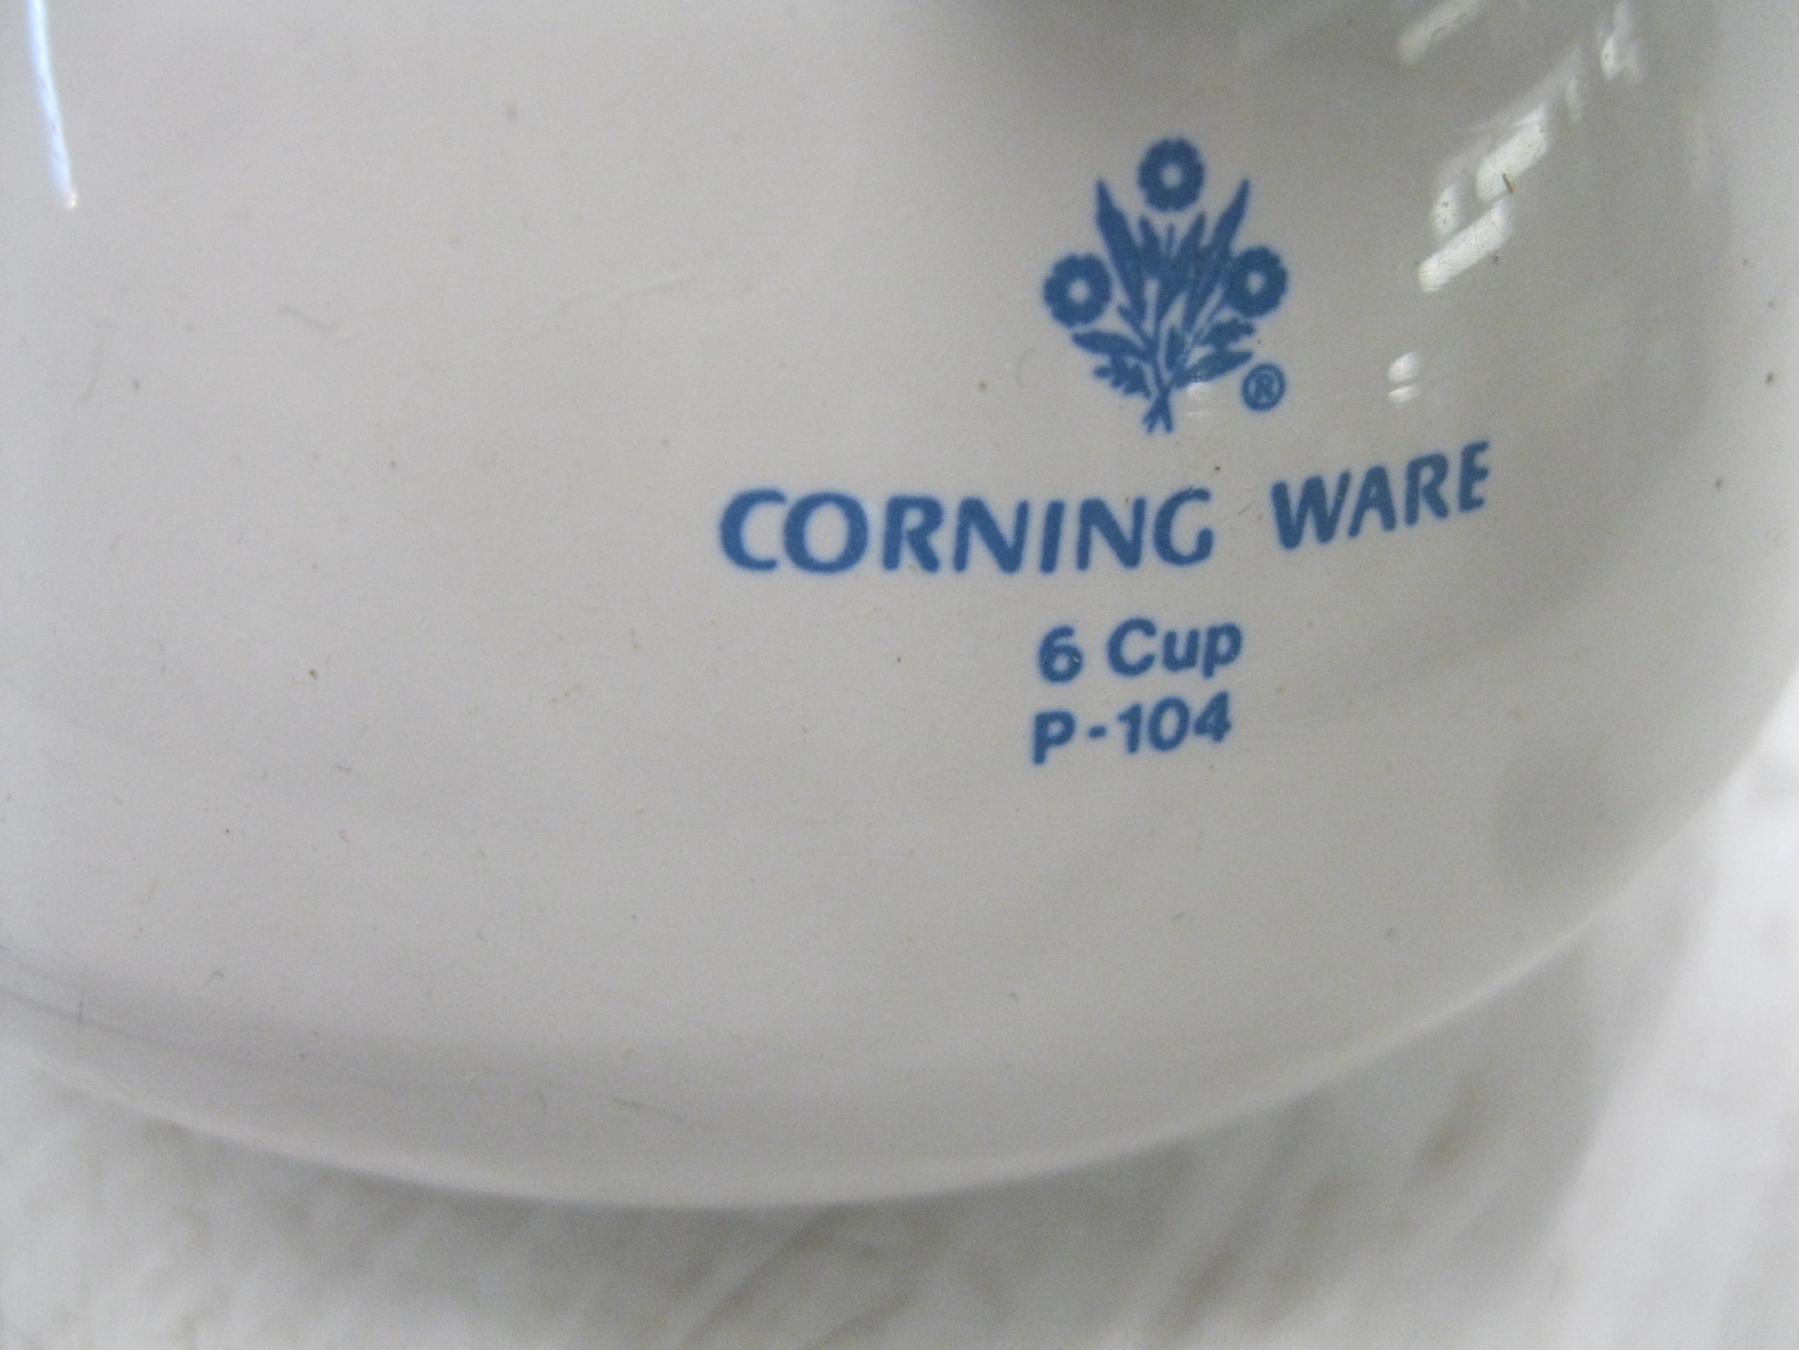 ®
CORNING WARE
6 Cup
P-104